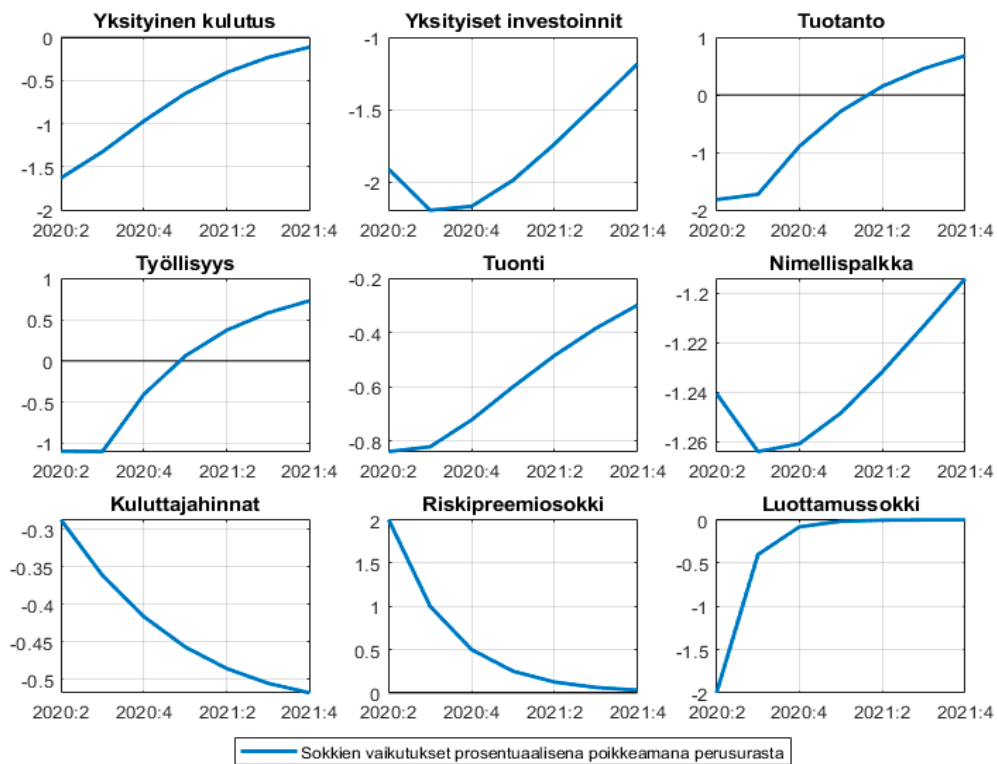 Yksityinen kulutus
0
-0.5
-1
-1.5
-2
2020:2 2020:4 2021:2 2021:4
Yksityiset investoinnit
-1
-1.5
-2
2020:2 2020:4 2021:2 2021:4
Tuotanto
1
0
-1
-2
2020:2 2020:4 2021:2 2021:4
Työllisyys
1
0.5
0
-0.5
-1
2020:2 2020:4 2021:2 2021:4
Tuonti
-0.2
-0.4
-0.6
-0.8
2020:2 2020:4 2021:2 2021:4
Nimellispalkka
-1.2
-1.22
-1.24
-1.26
2020:2 2020:4 2021:2 2021:4
Kuluttajahinnat
-0.3
-0.35
-0.4
-0.45
-0.5
2020:2 2020:4 2021:2 2021:4
Riskipreemiosokki
2
1.5
1
0.5
0
2020:2 2020:4 2021:2 2021:4
Luottamussokki
0
-0.5
-1
-1.5
-2
2020:2 2020:4 2021:2 2021:4
Sokkien vaikutukset prosentuaalisena poikkeamana perusurasta